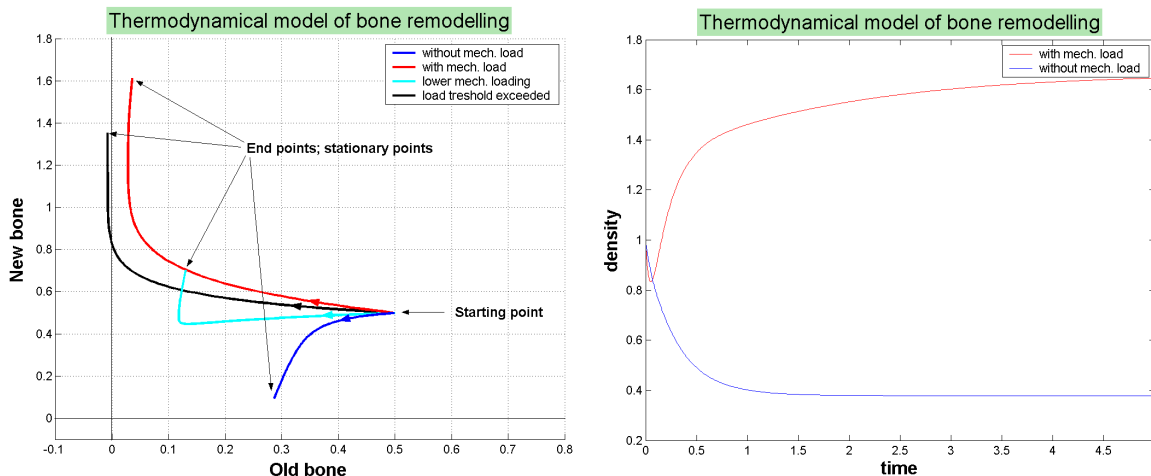 Thermodynamical model of bone remodelling
1.8
1.6
1.4
1.2
1
0.8
0.6
0.4
0.2
0
New bone
without mech. load
with mech. load
lower mech. loading
load treshold exceeded
End points; stationary points
Starting point
-0.1 0 0.1 0.2 0.3 0.4 0.5 0.6 0.7 0.8
Old bone
Thermodynamical model of bone remodelling
1.8
1.6
1.4
1.2
1
0.8
0.6
0.4
0.2
density
with mech. load
without mech. load
0 0.5 1 1.5 2 2.5 3 3.5 4 4.5
time